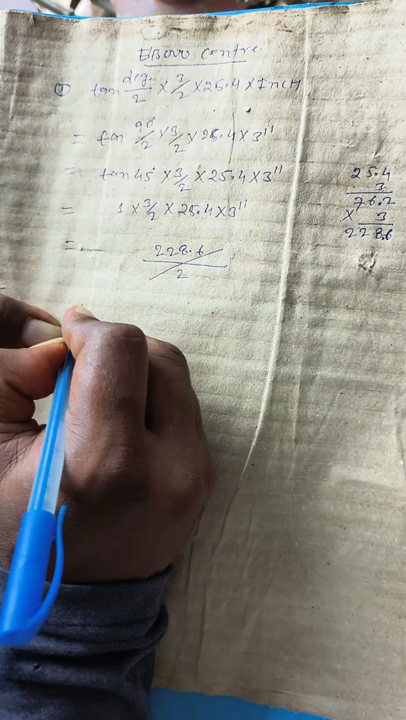 Elbow Centre
① tan deg./2 × 3/2 × 25.4 × Inch
= tan 90/2 × 3/2 × 25.4 × 3"
= tan 45° × 3/2 × 25.4 × 3"
= 1 × 3/2 × 25.4 × 3"
= 228.6/2
25.4
3
76.2
× 3
228.6